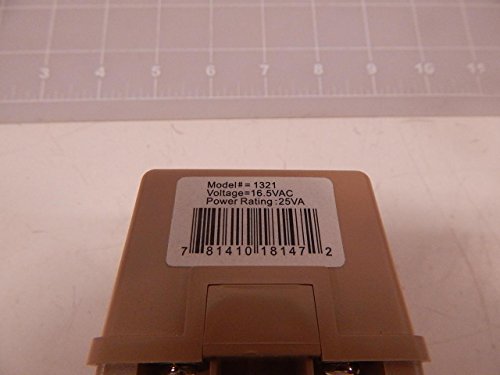 3 4 5 6 7 8 9 10 11
Model# = 1321
Voltage=16.5VAC
Power Rating :25VA
7 81410 18147 2